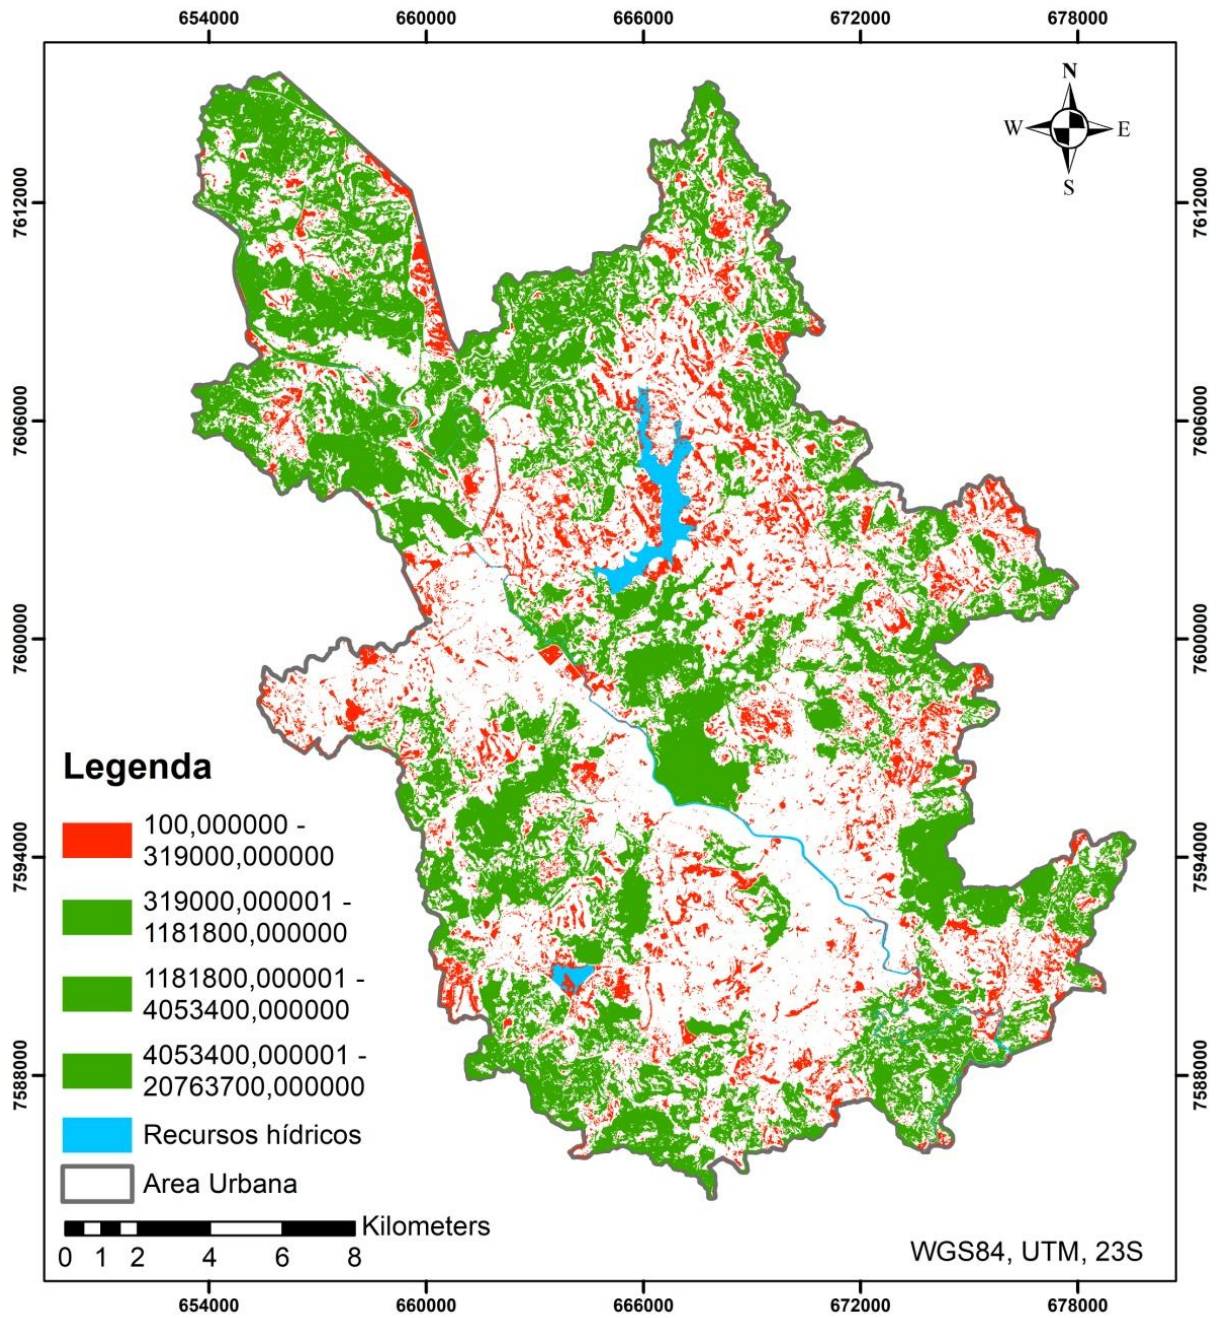 654000 660000 666000 672000 678000
N
W E
S
7612000 7612000
7606000 7606000
7600000 7600000
7594000 7594000
7588000 7588000
Legenda
100,000000 -
319000,000000
319000,000001 -
1181800,000000
1181800,000001 -
4053400,000000
4053400,000001 -
20763700,000000
Recursos hídricos
Area Urbana
Kilometers
0 1 2 4 6 8
WGS84, UTM, 23S
654000 660000 666000 672000 678000